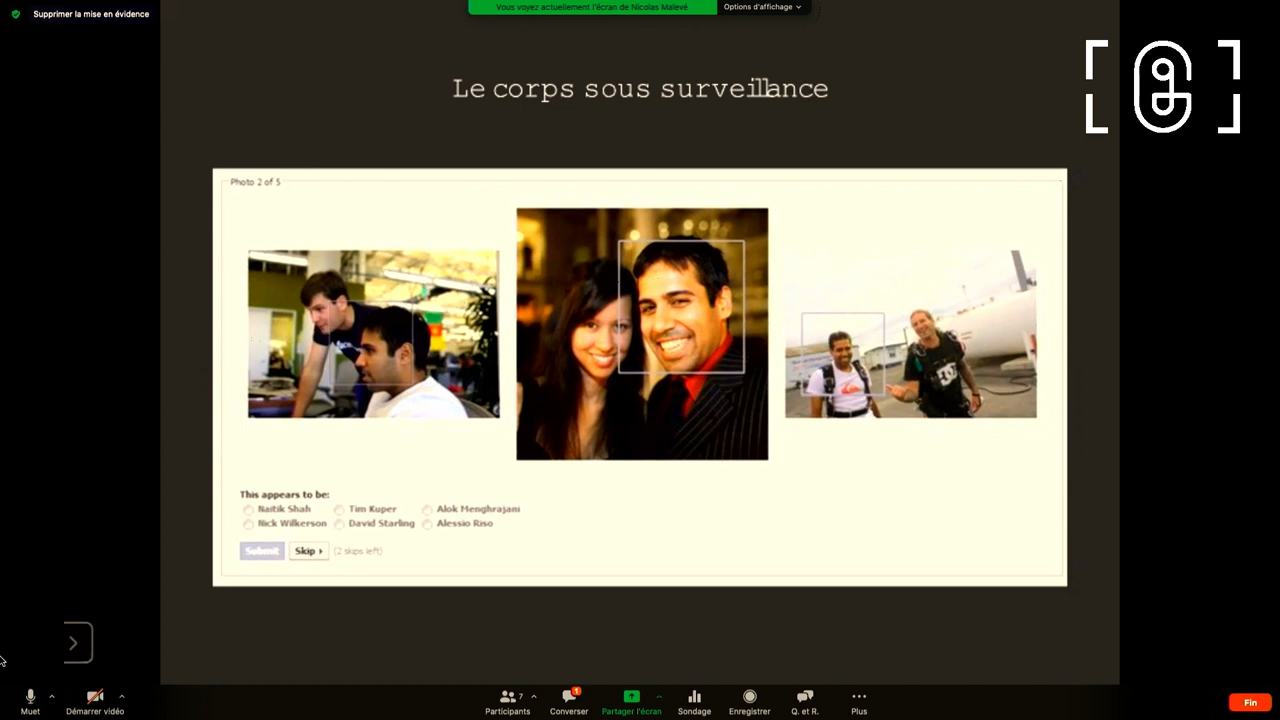 Supprimer la mise en évidence
Vous voyez actuellement l'écran de Nicolas Malevé
Options d'affichage
Le corps sous surveillance
Photo 2 of 5
This appears to be:
Naitik Shah Tim Kuper Alok Menghrajani
Nick Wilkerson David Starling Alessio Riso
Submit Skip (2 skips left)
Muet Démarrer vidéo Participants 7 Converser 1 Partager l'écran Sondage Enregistrer Q. et R. Plus Fin